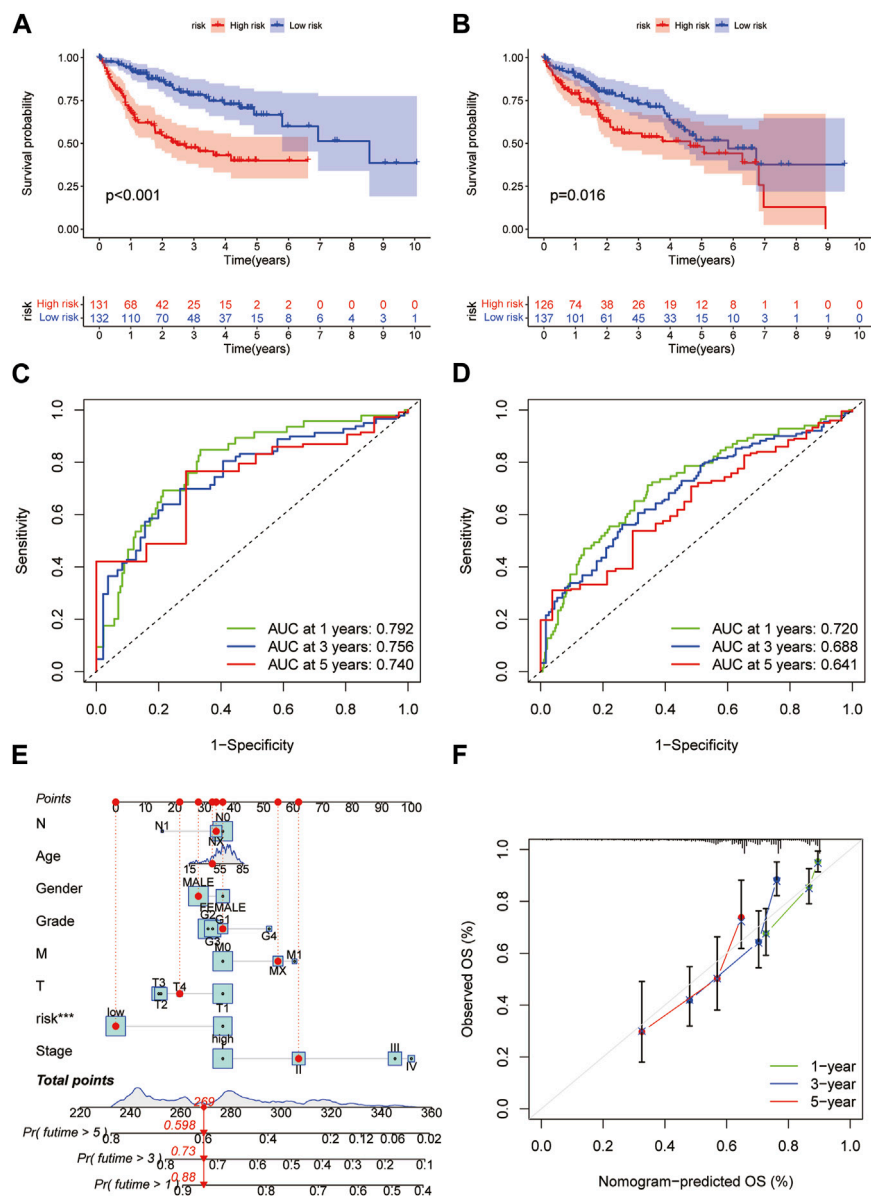 A
risk High risk Low risk
Survival probability
1.00
0.75
0.50
0.25
0.00
p<0.001
0 1 2 3 4 5 6 7 8 9 10
Time(years)
risk
High risk 131 68 42 25 15 2 2 0 0 0 0
Low risk 132 110 70 48 37 15 8 6 4 3 1
0 1 2 3 4 5 6 7 8 9 10
Time(years)
B
risk High risk Low risk
Survival probability
1.00
0.75
0.50
0.25
0.00
p=0.016
0 1 2 3 4 5 6 7 8 9 10
Time(years)
risk
High risk 126 74 38 26 19 12 8 1 1 0 0
Low risk 137 101 61 45 33 15 10 3 1 1 0
0 1 2 3 4 5 6 7 8 9 10
Time(years)
C
Sensitivity
1.0
0.8
0.6
0.4
0.2
0.0
AUC at 1 years: 0.792
AUC at 3 years: 0.756
AUC at 5 years: 0.740
0.0 0.2 0.4 0.6 0.8 1.0
1-Specificity
D
Sensitivity
1.0
0.8
0.6
0.4
0.2
0.0
AUC at 1 years: 0.720
AUC at 3 years: 0.688
AUC at 5 years: 0.641
0.0 0.2 0.4 0.6 0.8 1.0
1-Specificity
E
Points
0 10 20 30 40 50 60 70 80 90 100
N
N0
N1
NX
Age
15 55 85
Gender
MALE
FEMALE
Grade
G2
G1
G3
G4
M
M0
M1
MX
T
T3
T4
T2
T1
risk***
low
high
Stage
I
II
III
IV
Total points
269
220 240 260 280 300 320 340 360
0.598
Pr( futime > 5)
0.8 0.6 0.4 0.2 0.12 0.06 0.02
0.73
Pr( futime > 3)
0.8 0.7 0.6 0.5 0.4 0.3 0.2 0.1
0.88
Pr( futime > 1)
0.9 0.8 0.7 0.6 0.5 0.4
F
Observed OS (%)
1.0
0.8
0.6
0.4
0.2
0.0
1-year
3-year
5-year
0.0 0.2 0.4 0.6 0.8 1.0
Nomogram-predicted OS (%)